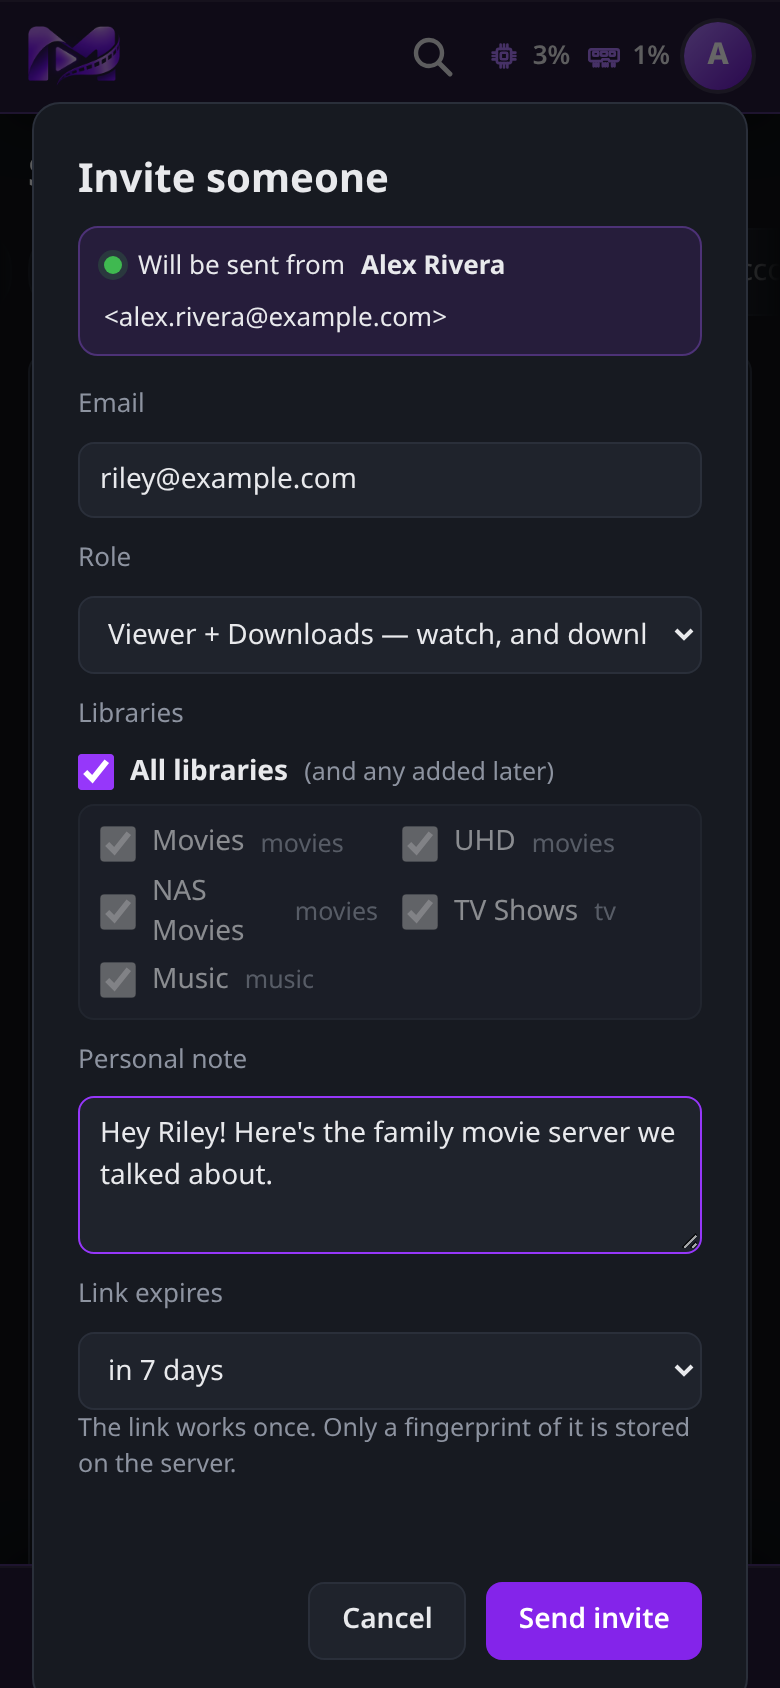 3%
1%
A
Invite someone
Will be sent from Alex Rivera
<alex.rivera@example.com>
Email
riley@example.com
Role
Viewer + Downloads — watch, and downl
Libraries
All libraries (and any added later)
Movies movies
UHD movies
NAS
Movies movies
TV Shows tv
Music music
Personal note
Hey Riley! Here's the family movie server we
talked about.
Link expires
in 7 days
The link works once. Only a fingerprint of it is stored
on the server.
Cancel
Send invite